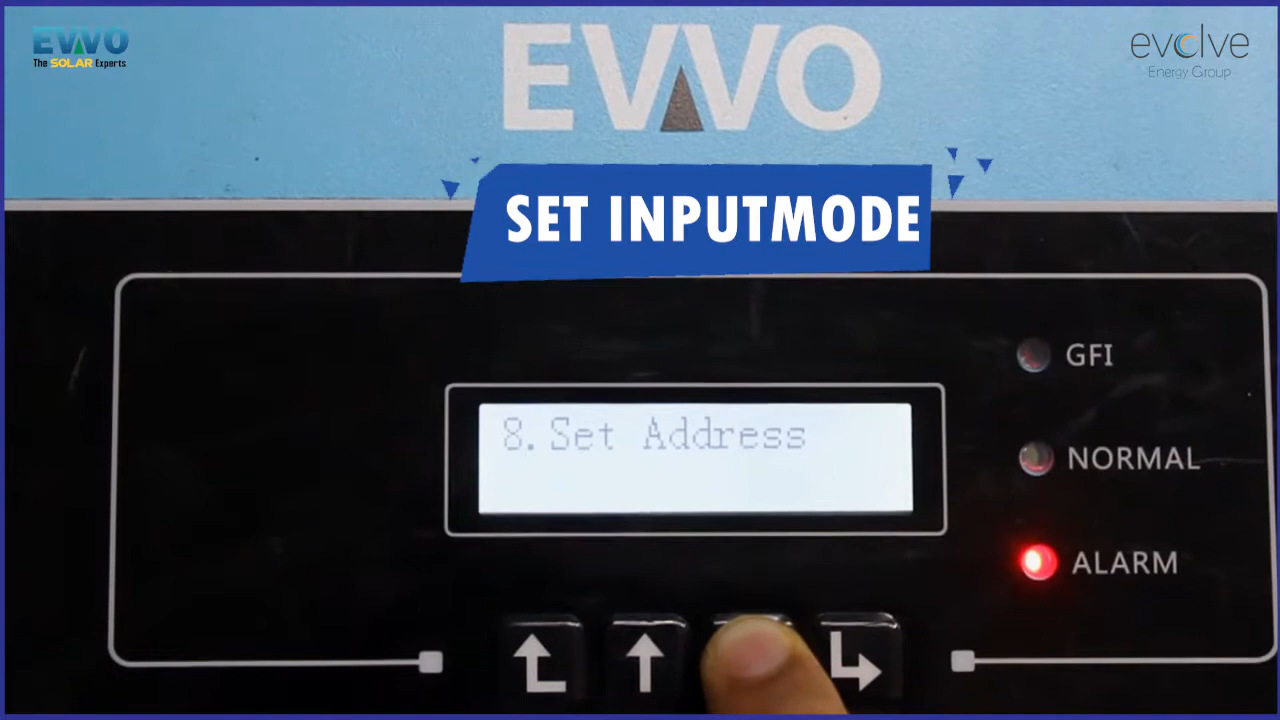 EVVO
The SOLAR Experts
evolve
Energy Group
EVVO
SET INPUTMODE
8.Set Address
GFI
NORMAL
ALARM